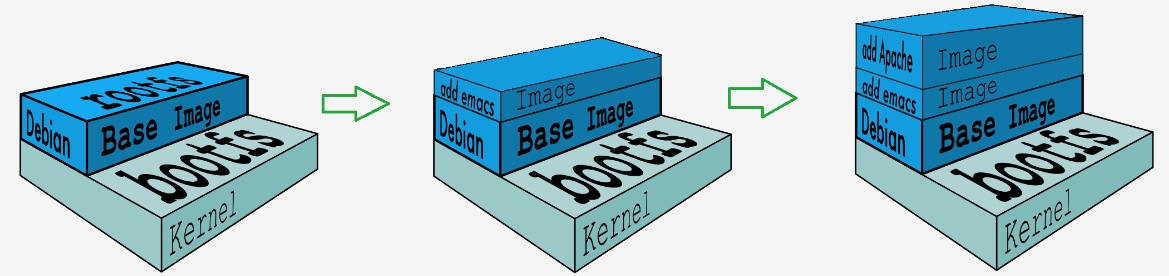 rootfs
Debian
Base Image
bootfs
Kernel
add emacs
Image
Debian
Base Image
bootfs
Kernel
add Apache
Image
add emacs
Image
Debian
Base Image
bootfs
Kernel